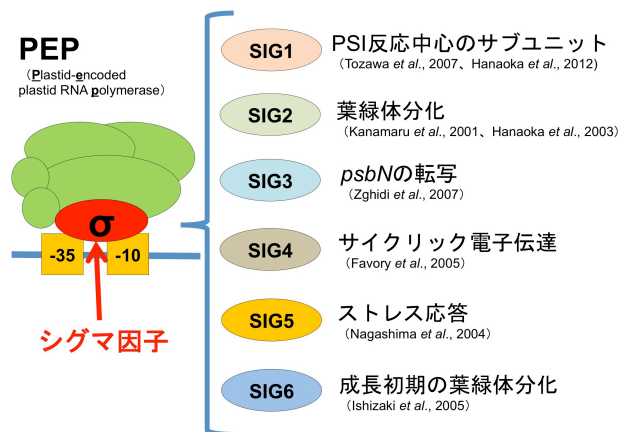 PEP
（Plastid-encoded
plastid RNA polymerase）
σ
-35
-10
シグマ因子
SIG1
PSI反応中心のサブユニット
（Tozawa et al., 2007、Hanaoka et al., 2012)
SIG2
葉緑体分化
（Kanamaru et al., 2001、Hanaoka et al., 2003）
SIG3
psbNの転写
（Zghidi et al., 2007）
SIG4
サイクリック電子伝達
（Favory et al., 2005）
SIG5
ストレス応答
（Nagashima et al., 2004）
SIG6
成長初期の葉緑体分化
（Ishizaki et al., 2005）